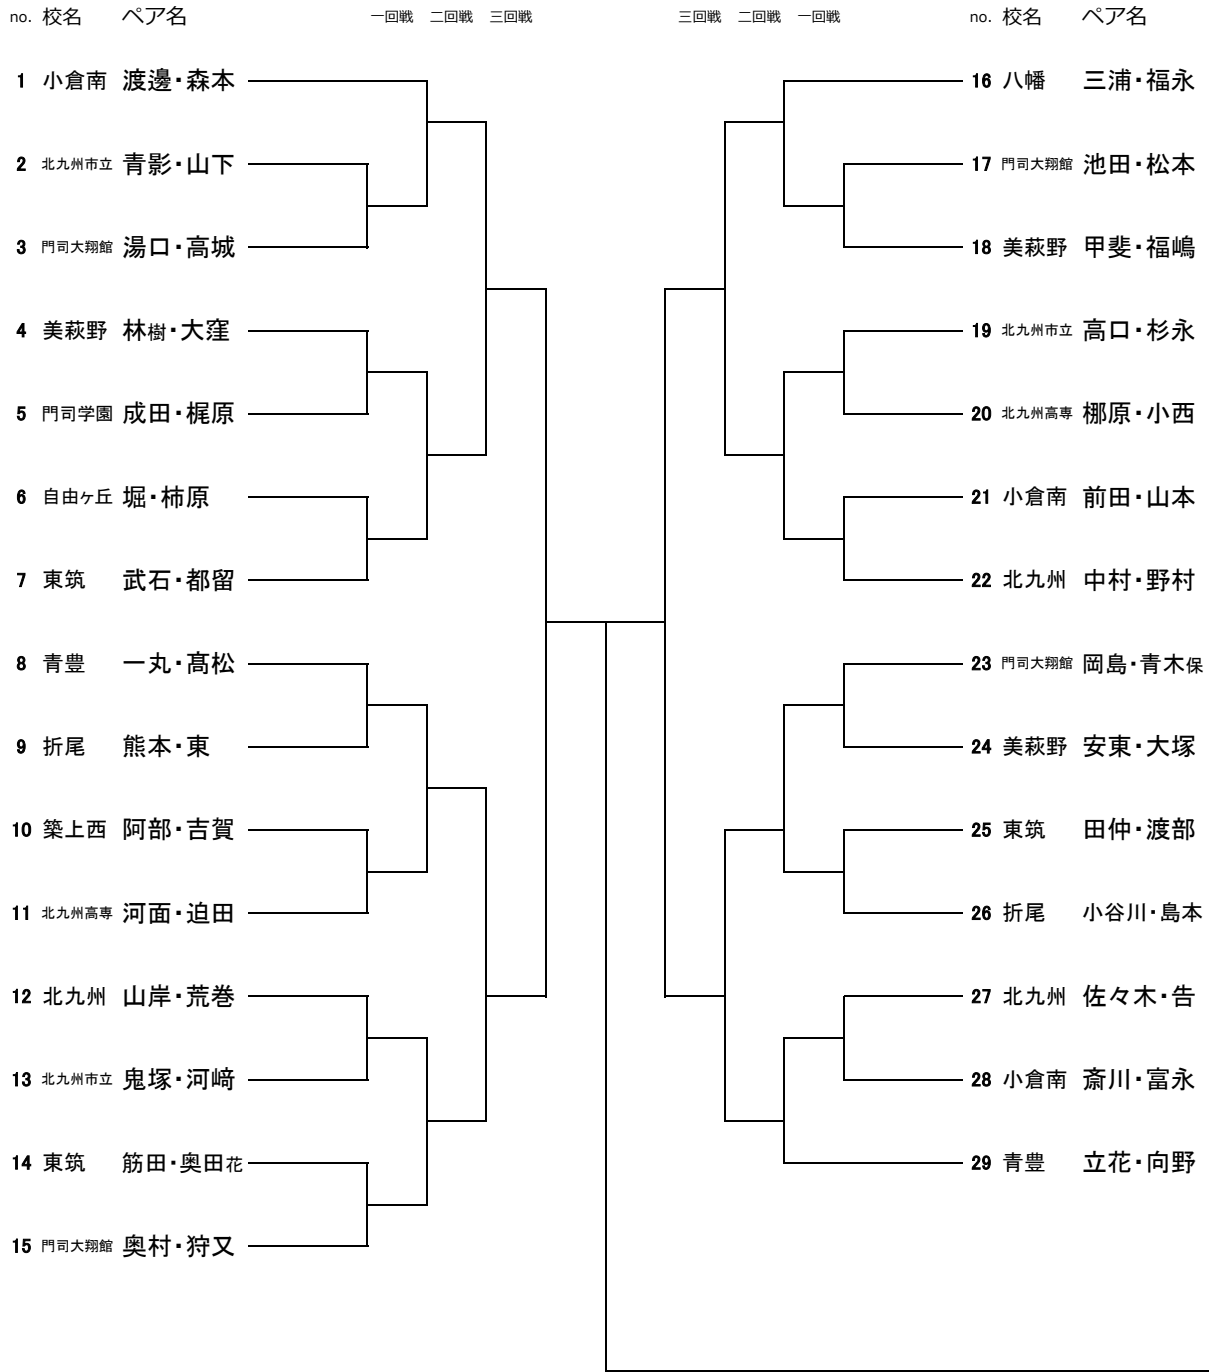 no. 校名 ペア名 一回戦 二回戦 三回戦
1 小倉南 渡邊・森本
2 北九州市立 青影・山下
3 門司大翔館 湯口・高城
4 美萩野 林樹・大窪
5 門司学園 成田・梶原
6 自由ヶ丘 堀・柿原
7 東筑 武石・都留
8 青豊 一丸・髙松
9 折尾 熊本・東
10 築上西 阿部・吉賀
11 北九州高専 河面・迫田
12 北九州 山岸・荒巻
13 北九州市立 鬼塚・河﨑
14 東筑 筋田・奥田花
15 門司大翔館 奥村・狩又
三回戦 二回戦 一回戦 no. 校名 ペア名
16 八幡 三浦・福永
17 門司大翔館 池田・松本
18 美萩野 甲斐・福嶋
19 北九州市立 高口・杉永
20 北九州高専 梛原・小西
21 小倉南 前田・山本
22 北九州 中村・野村
23 門司大翔館 岡島・青木保
24 美萩野 安東・大塚
25 東筑 田仲・渡部
26 折尾 小谷川・島本
27 北九州 佐々木・告
28 小倉南 斎川・富永
29 青豊 立花・向野